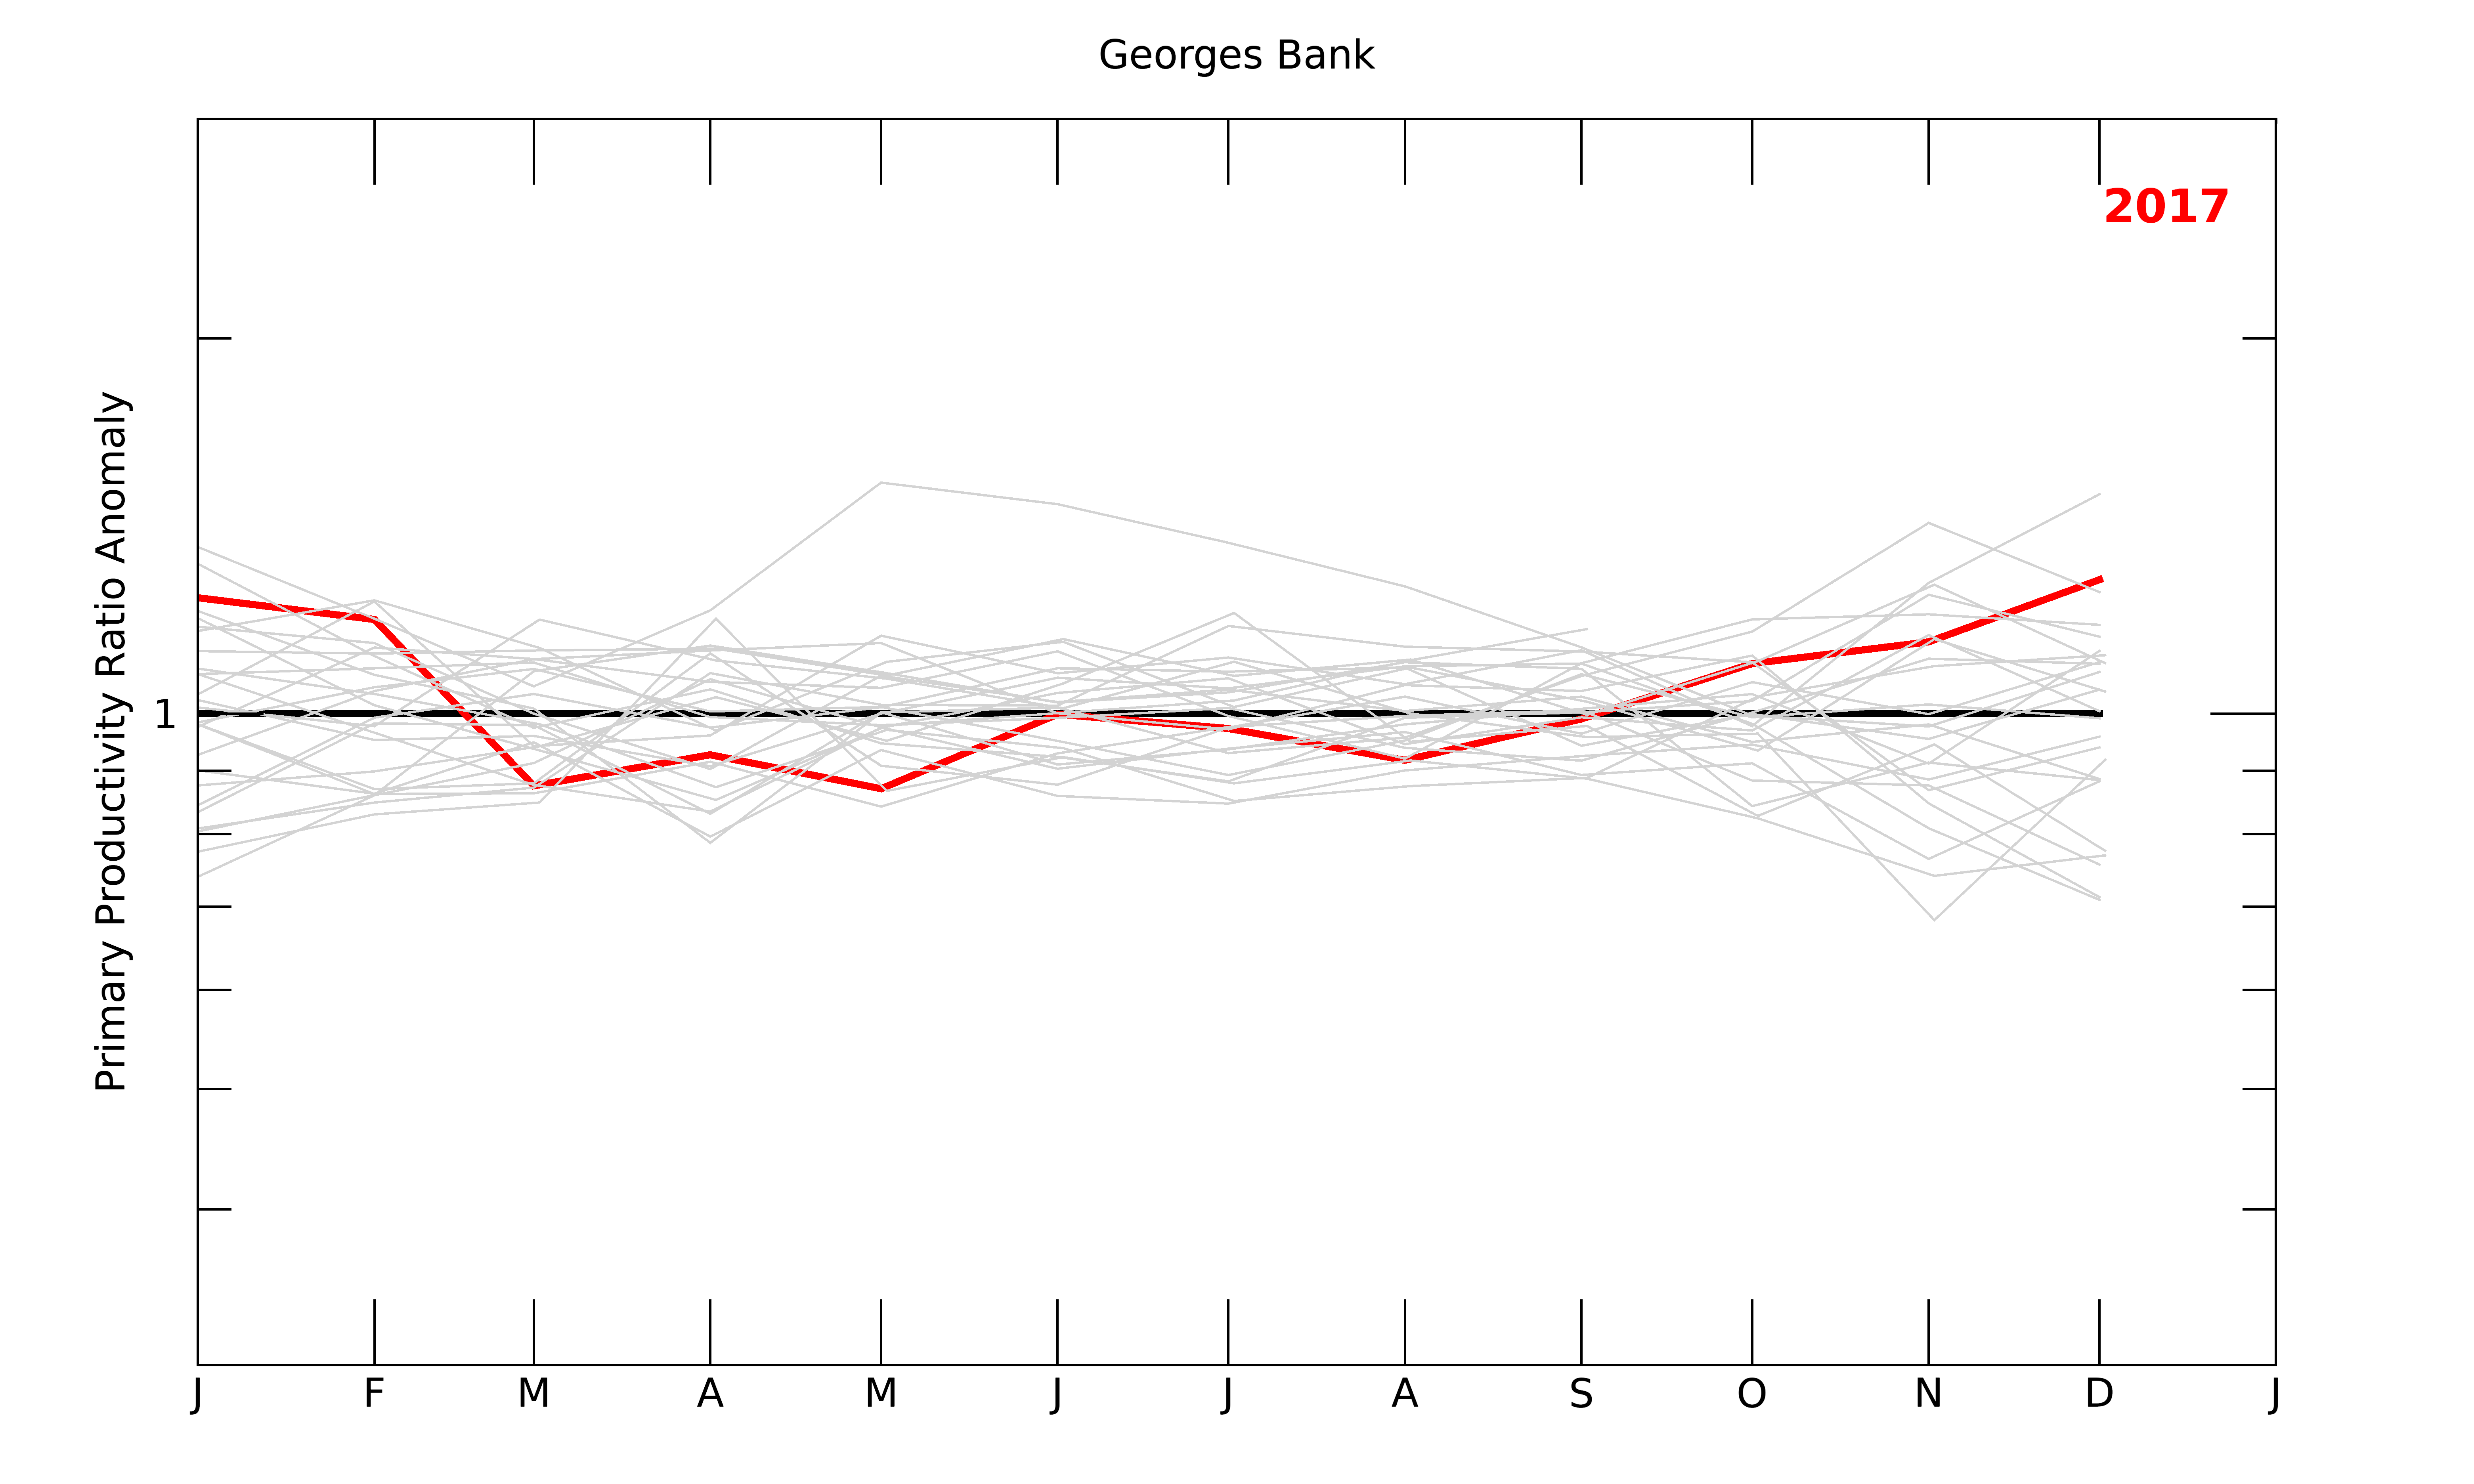 Georges Bank
2017
Primary Productivity Ratio Anomaly
1
J F M A M J J A S O N D J